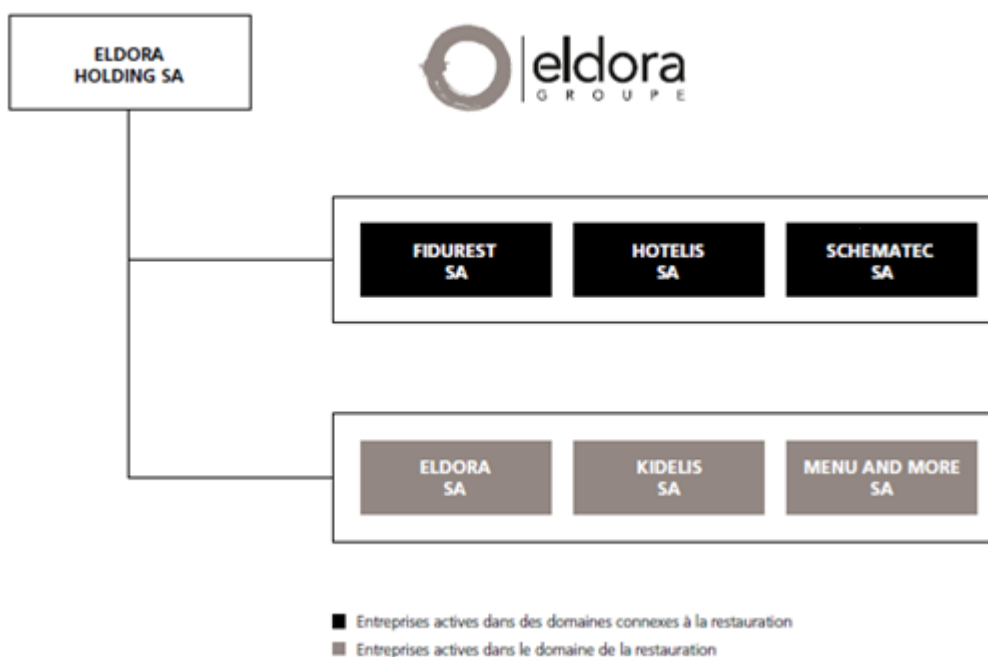 ELDORA
HOLDING SA
eldora
GROUPE
FIDUREST
SA
HOTELIS
SA
SCHEMATEC
SA
ELDORA
SA
KIDELIS
SA
MENU AND MORE
SA
Entreprises actives dans des domaines connexes à la restauration
Entreprises actives dans le domaine de la restauration